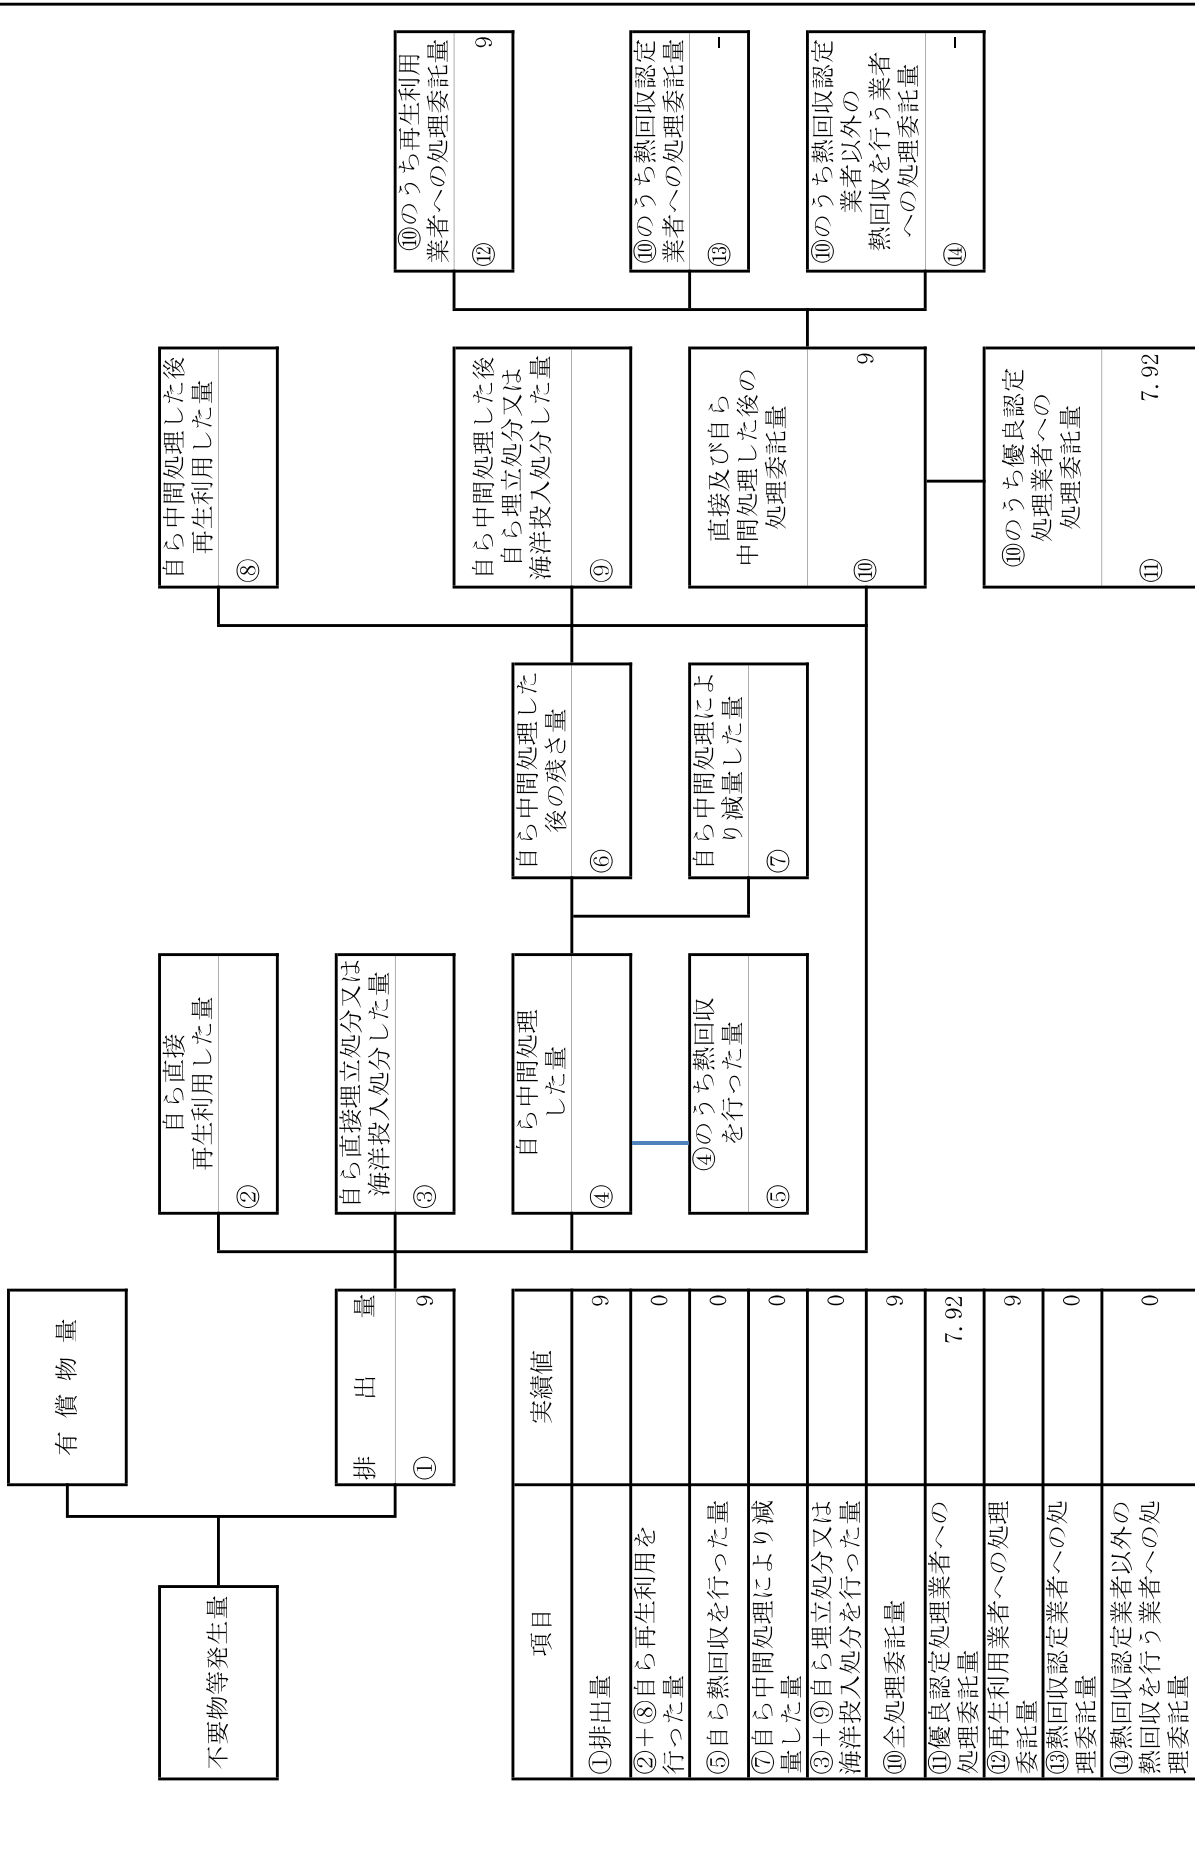 有償物量
不要物等発生量
排出量
① 9
自ら直接
再生利用した量
②
自ら直接埋立処分又は
海洋投入処分した量
③
自ら中間処理
した量
④
④のうち熱回収
を行った量
⑤
自ら中間処理した
後の残さ量
⑥
自ら中間処理によ
り減量した量
⑦
自ら中間処理した後
再生利用した量
⑧
自ら中間処理した後
自ら埋立処分又は
海洋投入処分した量
⑨
直接及び自ら
中間処理した後の
処理委託量
⑩ 9
⑩のうち優良認定
処理業者への
処理委託量
⑪ 7.92
⑩のうち再生利用
業者への処理委託量
⑫ 9
⑩のうち熱回収認定
業者への処理委託量
⑬ -
⑩のうち熱回収認定
業者以外の
熱回収を行う業者
への処理委託量
⑭ -
項目 実績値
①排出量 9
②+⑧自ら再生利用を
行った量 0
⑤自ら熱回収を行った量 0
⑦自ら中間処理により減
量した量 0
③+⑨自ら埋立処分又は
海洋投入処分を行った量 0
⑩全処理委託量 9
⑪優良認定処理業者への
処理委託量 7.92
⑫再生利用業者への処理
委託量 9
⑬熱回収認定業者への処
理委託量 0
⑭熱回収認定業者以外の
熱回収を行う業者への処
理委託量 0